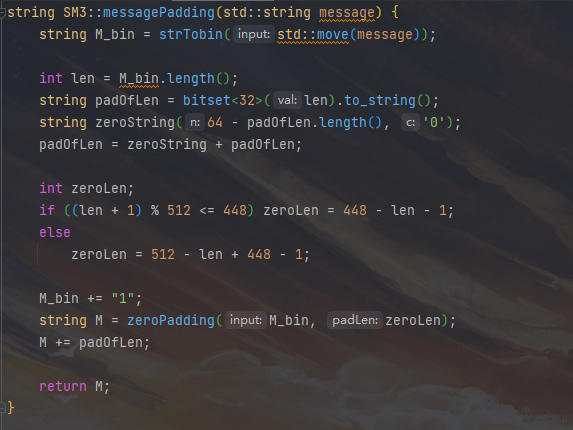 string SM3::messagePadding(std::string message) {
    string M_bin = strTobin( input: std::move(message));

    int len = M_bin.length();
    string padOfLen = bitset<32>( val: len).to_string();
    string zeroString( n: 64 - padOfLen.length(), c: '0');
    padOfLen = zeroString + padOfLen;

    int zeroLen;
    if ((len + 1) % 512 <= 448) zeroLen = 448 - len - 1;
    else
        zeroLen = 512 - len + 448 - 1;

    M_bin += "1";
    string M = zeroPadding( input: M_bin, padLen: zeroLen);
    M += padOfLen;

    return M;
}